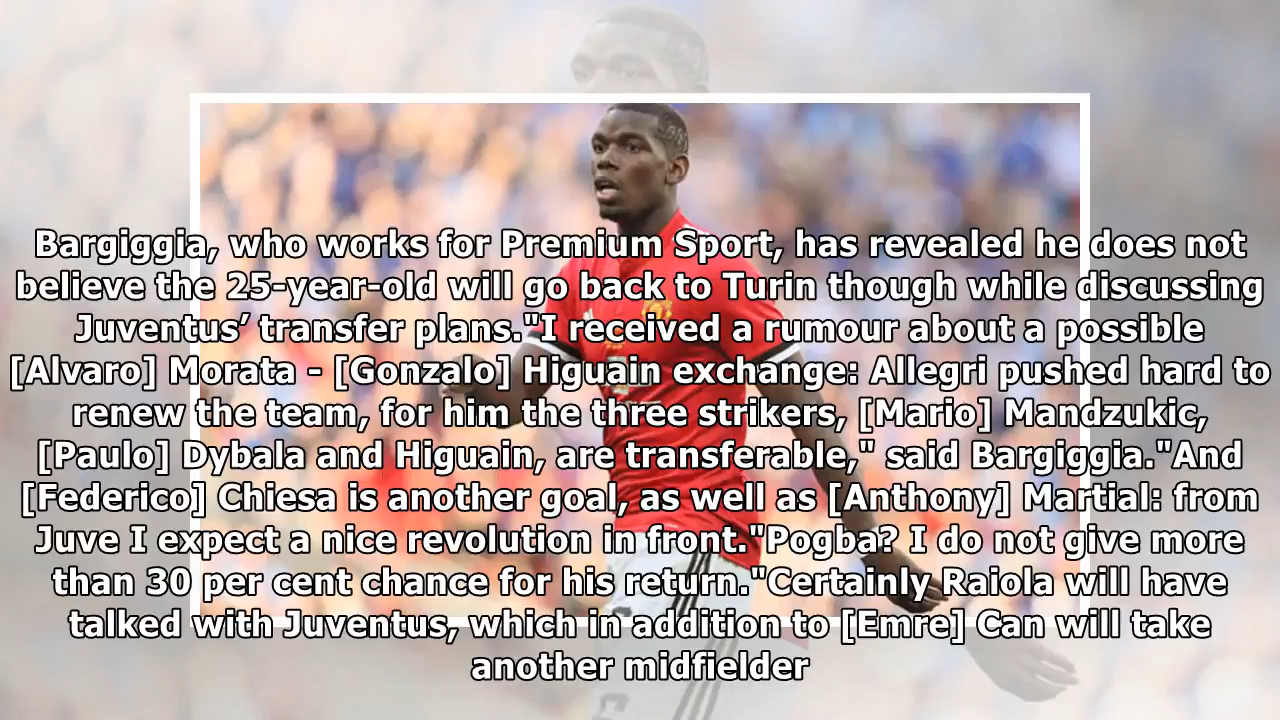 Bargiggia, who works for Premium Sport, has revealed he does not
believe the 25-year-old will go back to Turin though while discussing
Juventus’ transfer plans."I received a rumour about a possible
[Alvaro] Morata - [Gonzalo] Higuain exchange: Allegri pushed hard to
renew the team, for him the three strikers, [Mario] Mandzukic,
[Paulo] Dybala and Higuain, are transferable," said Bargiggia."And
[Federico] Chiesa is another goal, as well as [Anthony] Martial: from
Juve I expect a nice revolution in front."Pogba? I do not give more
than 30 per cent chance for his return."Certainly Raiola will have
talked with Juventus, which in addition to [Emre] Can will take
another midfielder